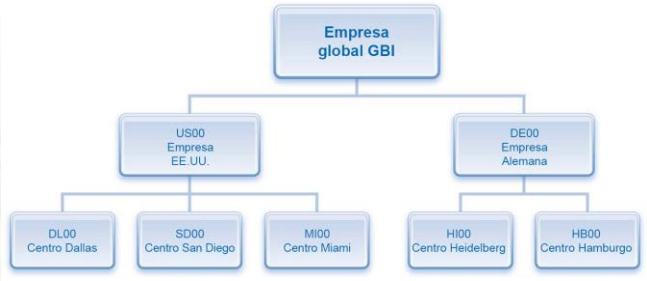 Empresa
global GBI
US00
Empresa
EE.UU.
DE00
Empresa
Alemana
DL00
Centro Dallas
SD00
Centro San Diego
MI00
Centro Miami
HI00
Centro Heidelberg
HB00
Centro Hamburgo